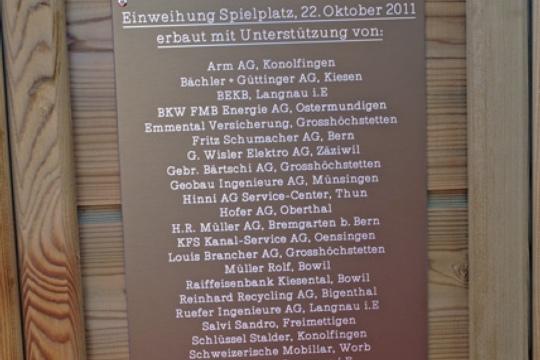 Einweihung Spielplatz, 22. Oktober 2011
erbaut mit Unterstützung von:
Arm AG, Konolfingen
Bächler + Güttinger AG, Kiesen
BEKB, Langnau i.E
BKW FMB Energie AG, Ostermundigen
Emmental Versicherung, Grosshöchstetten
Fritz Schumacher AG, Bern
G. Wisler Elektro AG, Zäziwil
Gebr. Bärtschi AG, Grosshöchstetten
Geobau Ingenieure AG, Münsingen
Hinni AG Service-Center, Thun
Hofer AG, Oberthal
H.R. Müller AG, Bremgarten b. Bern
KFS Kanal-Service AG, Oensingen
Louis Brancher AG, Grosshöchstetten
Müller Rolf, Bowil
Raiffeisenbank Kiesental, Bowil
Reinhard Recycling AG, Bigenthal
Ruefer Ingenieure AG, Langnau i.E
Salvi Sandro, Freimettigen
Schlüssel Stalder, Konolfingen
Schweizerische Mobiliar, Worb